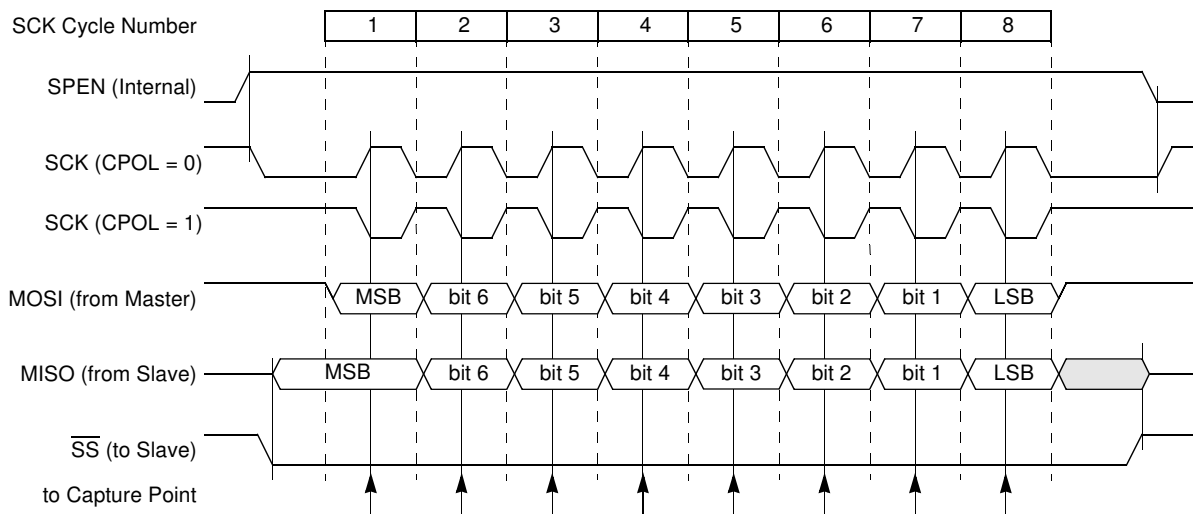 SCK Cycle Number 1 2 3 4 5 6 7 8
SPEN (Internal)
SCK (CPOL = 0)
SCK (CPOL = 1)
MOSI (from Master) MSB bit 6 bit 5 bit 4 bit 3 bit 2 bit 1 LSB
MISO (from Slave) MSB bit 6 bit 5 bit 4 bit 3 bit 2 bit 1 LSB
SS (to Slave)
to Capture Point